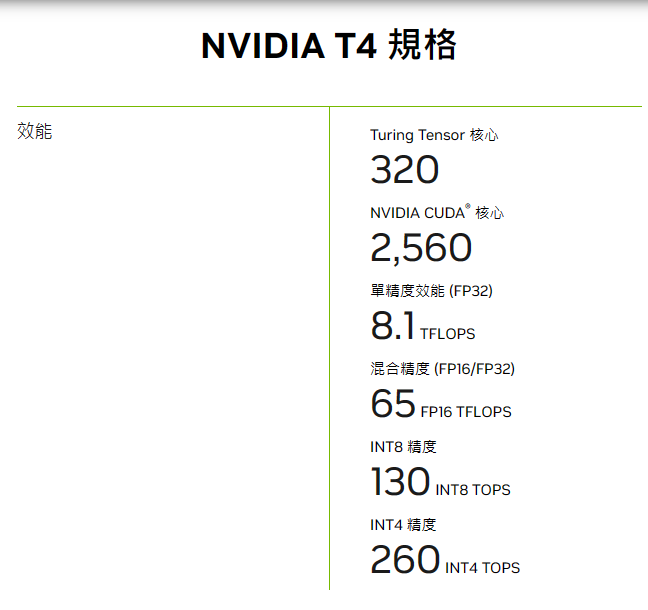 NVIDIA T4 規格
效能
Turing Tensor 核心
320
NVIDIA CUDA® 核心
2,560
單精度效能 (FP32)
8.1 TFLOPS
混合精度 (FP16/FP32)
65 FP16 TFLOPS
INT8 精度
130 INT8 TOPS
INT4 精度
260 INT4 TOPS